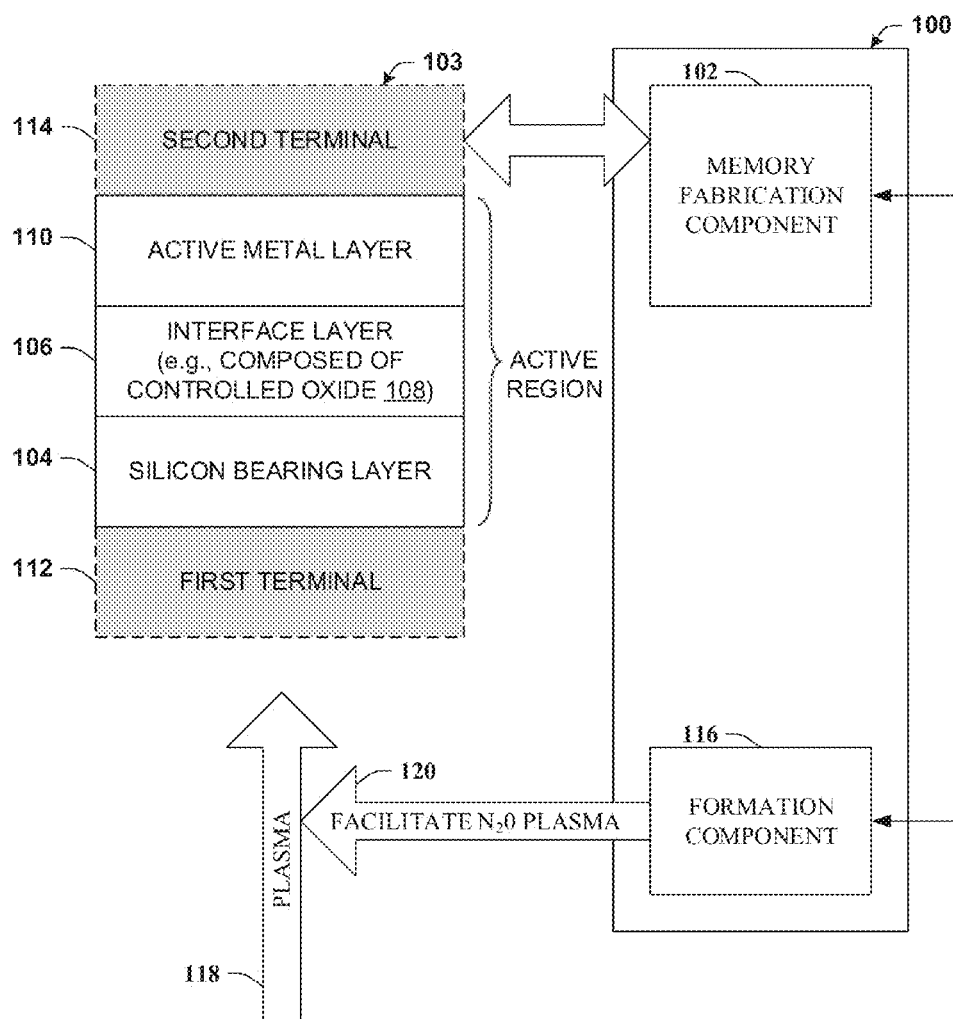 100
103
102
114
SECOND TERMINAL
MEMORY
FABRICATION
COMPONENT
110
ACTIVE METAL LAYER
106
INTERFACE LAYER
(e.g., COMPOSED OF
CONTROLLED OXIDE 108)
ACTIVE
REGION
104
SILICON BEARING LAYER
112
FIRST TERMINAL
116
120
FACILITATE N₂0 PLASMA
FORMATION
COMPONENT
PLASMA
118